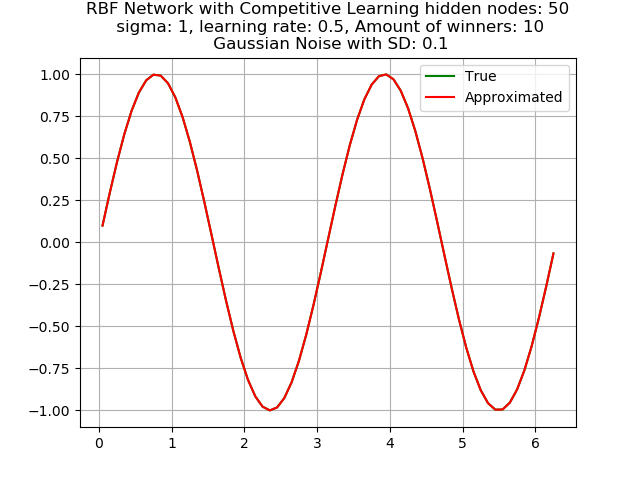 RBF Network with Competitive Learning hidden nodes: 50
sigma: 1, learning rate: 0.5, Amount of winners: 10
Gaussian Noise with SD: 0.1
True
Approximated
1.00
0.75
0.50
0.25
0.00
−0.25
−0.50
−0.75
−1.00
0 1 2 3 4 5 6